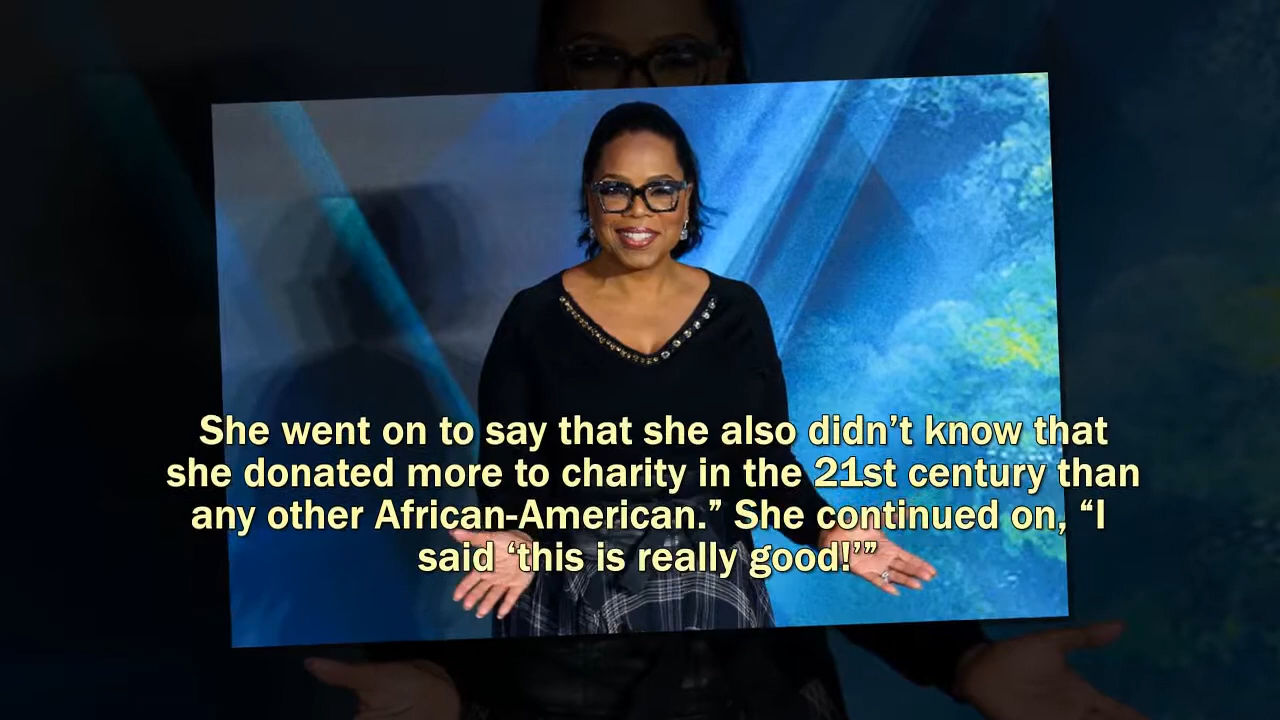 She went on to say that she also didn’t know that
she donated more to charity in the 21st century than
any other African-American.” She continued on, “I
said ‘this is really good!’”